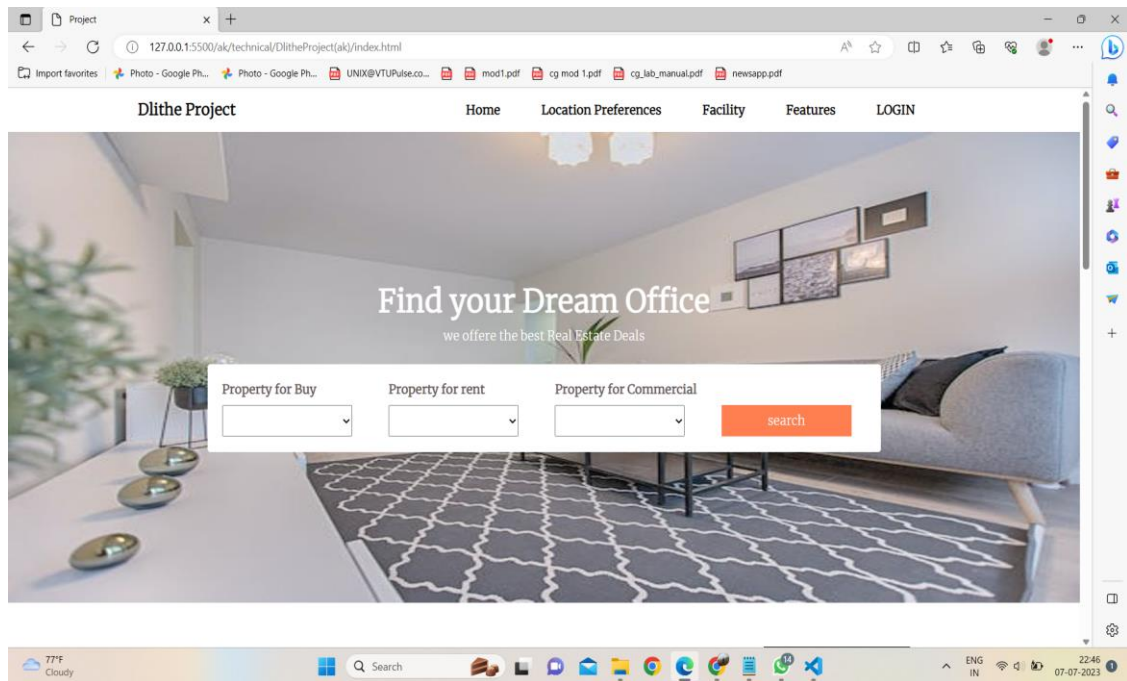 Project
127.0.0.1:5500/ak/technical/DlitheProject(ak)/index.html
Import favorites Photo - Google Ph... Photo - Google Ph... UNIX@VTUPulse.co... mod1.pdf cg mod 1.pdf cg_lab_manual.pdf newsapp.pdf
Dlithe Project Home Location Preferences Facility Features LOGIN
Find your Dream Office
we offere the best Real Estate Deals
Property for Buy Property for rent Property for Commercial
search
77°F
Cloudy
Search
14
ENG
IN
22:46
07-07-2023